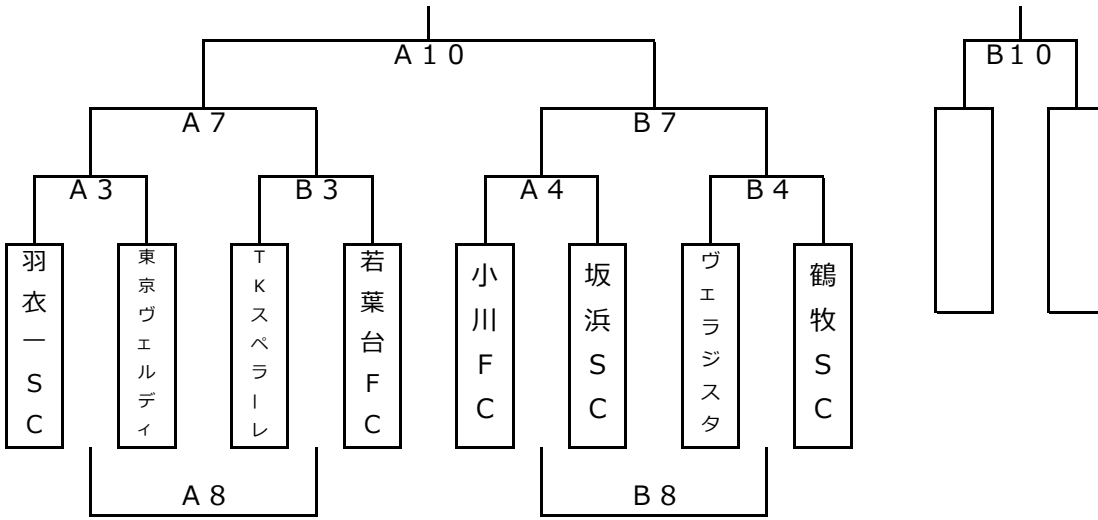 A10
B10
A7
B7
A3
B3
A4
B4
羽衣一SC
東京ヴェルディ
TKスペラーレ
若葉台FC
小川FC
坂浜SC
ヴェラジスタ
鶴牧SC
A8
B8